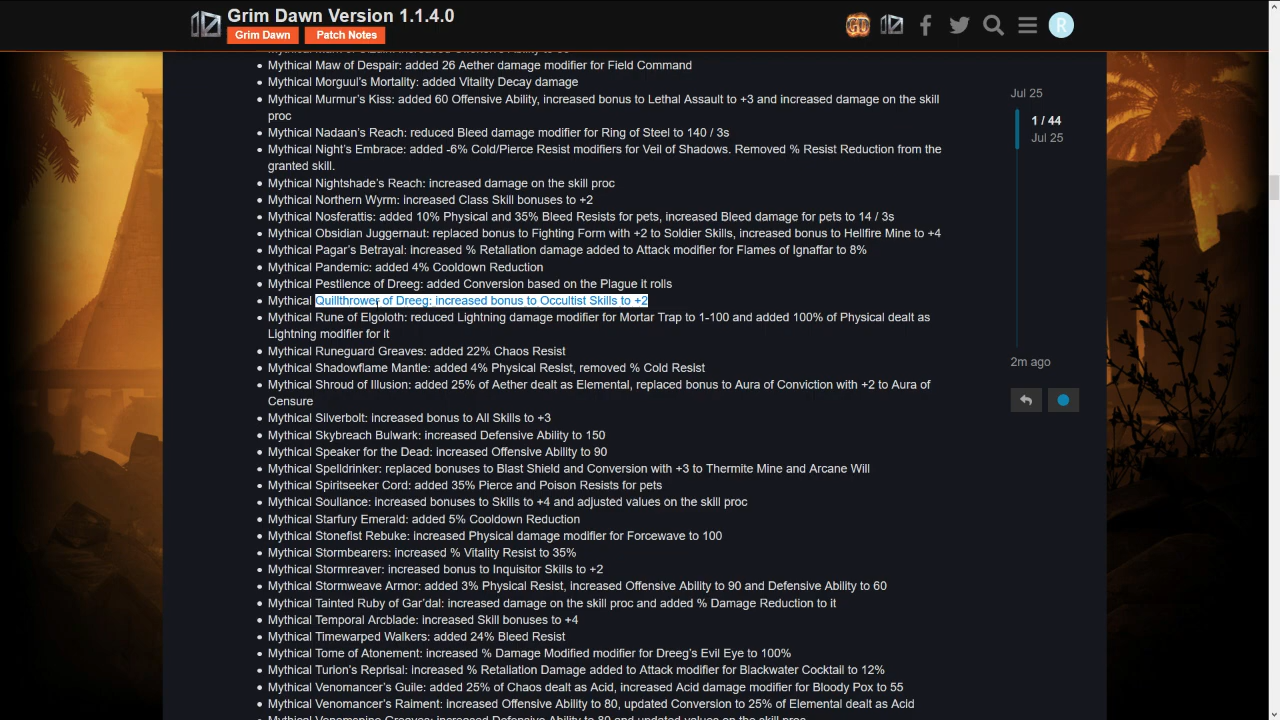 Grim Dawn Version 1.1.4.0
Grim Dawn Patch Notes
R
Mythical Maw of Despair: added 26 Aether damage modifier for Field Command
Mythical Morguul's Mortality: added Vitality Decay damage
Mythical Murmur's Kiss: added 60 Offensive Ability, increased bonus to Lethal Assault to +3 and increased damage on the skill
proc
Mythical Nadaan's Reach: reduced Bleed damage modifier for Ring of Steel to 140 / 3s
Mythical Night's Embrace: added -6% Cold/Pierce Resist modifiers for Veil of Shadows. Removed % Resist Reduction from the
granted skill.
Mythical Nightshade's Reach: increased damage on the skill proc
Mythical Northern Wyrm: increased Class Skill bonuses to +2
Mythical Nosferattis: added 10% Physical and 35% Bleed Resists for pets, increased Bleed damage for pets to 14 / 3s
Mythical Obsidian Juggernaut: replaced bonus to Fighting Form with +2 to Soldier Skills, increased bonus to Hellfire Mine to +4
Mythical Pagar's Betrayal: increased % Retaliation damage added to Attack modifier for Flames of Ignaffar to 8%
Mythical Pandemic: added 4% Cooldown Reduction
Mythical Pestilence of Dreeg: added Conversion based on the Plague it rolls
Mythical Quillthrower of Dreeg: increased bonus to Occultist Skills to +2
Mythical Rune of Elgoloth: reduced Lightning damage modifier for Mortar Trap to 1-100 and added 100% of Physical dealt as
Lightning modifier for it
Mythical Runeguard Greaves: added 22% Chaos Resist
Mythical Shadowflame Mantle: added 4% Physical Resist, removed % Cold Resist
Mythical Shroud of Illusion: added 25% of Aether dealt as Elemental, replaced bonus to Aura of Conviction with +2 to Aura of
Censure
Mythical Silverbolt: increased bonus to All Skills to +3
Mythical Skybreach Bulwark: increased Defensive Ability to 150
Mythical Speaker for the Dead: increased Offensive Ability to 90
Mythical Spelldrinker: replaced bonuses to Blast Shield and Conversion with +3 to Thermite Mine and Arcane Will
Mythical Spiritseeker Cord: added 35% Pierce and Poison Resists for pets
Mythical Soullance: increased bonuses to Skills to +4 and adjusted values on the skill proc
Mythical Starfury Emerald: added 5% Cooldown Reduction
Mythical Stonefist Rebuke: increased Physical damage modifier for Forcewave to 100
Mythical Stormbearers: increased % Vitality Resist to 35%
Mythical Stormreaver: increased bonus to Inquisitor Skills to +2
Mythical Stormweave Armor: added 3% Physical Resist, increased Offensive Ability to 90 and Defensive Ability to 60
Mythical Tainted Ruby of Gar'dal: increased damage on the skill proc and added % Damage Reduction to it
Mythical Temporal Arcblade: increased Skill bonuses to +4
Mythical Timewarped Walkers: added 24% Bleed Resist
Mythical Tome of Atonement: increased % Damage Modified modifier for Dreeg's Evil Eye to 100%
Mythical Turion's Reprisal: increased % Retaliation Damage added to Attack modifier for Blackwater Cocktail to 12%
Mythical Venomancer's Guile: added 25% of Chaos dealt as Acid, increased Acid damage modifier for Bloody Pox to 55
Mythical Venomancer's Raiment: increased Offensive Ability to 80, updated Conversion to 25% of Elemental dealt as Acid
Jul 25
1 / 44
Jul 25
2m ago